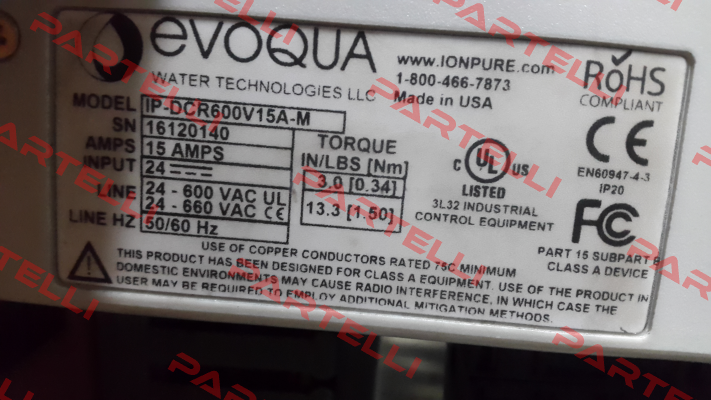 evoQUA
WATER TECHNOLOGIES LLC
www.IONPURE.com
1-800-466-7873
Made in USA
RoHS
COMPLIANT
MODEL IP-DCR600V15A-M
SN 16120140
AMPS 15 AMPS
INPUT 24
LINE 24 - 600 VAC UL
24 - 660 VAC CE
LINE HZ 50/60 Hz
TORQUE
IN/LBS [Nm]
3.0 [0.34]
13.3 [1.50]
C UL US
LISTED
3L32 INDUSTRIAL
CONTROL EQUIPMENT
CE
EN60947-4-3
IP20
FC
PART 15 SUBPART B
CLASS A DEVICE
USE OF COPPER CONDUCTORS RATED 75C MINIMUM
THIS PRODUCT HAS BEEN DESIGNED FOR CLASS A EQUIPMENT. USE OF THE PRODUCT IN
DOMESTIC ENVIRONMENTS MAY CAUSE RADIO INTERFERENCE, IN WHICH CASE THE
USER MAY BE REQUIRED TO EMPLOY ADDITIONAL MITIGATION METHODS.
PARTELLI